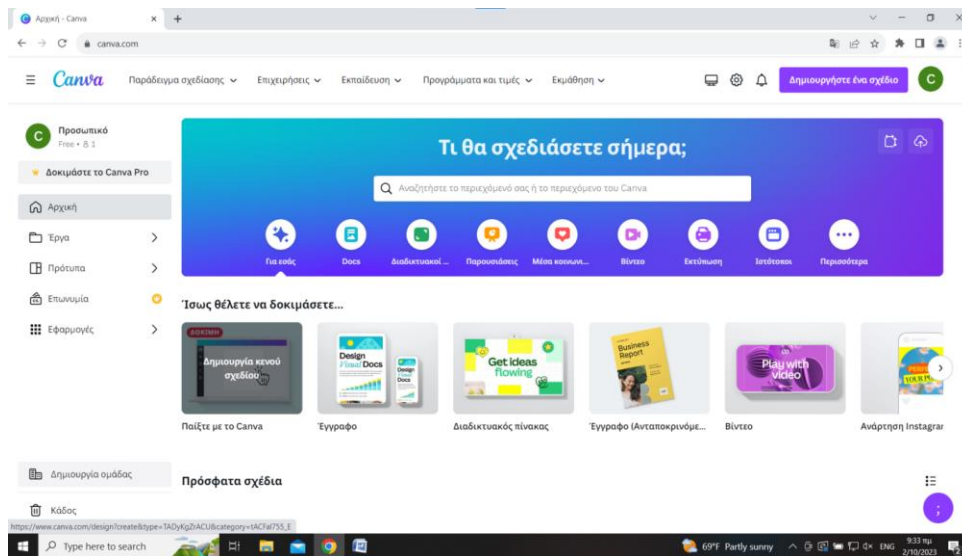 Αρχική - Canva
canva.com
Canva
Παράδειγμα σχεδίασης
Επιχειρήσεις
Εκπαίδευση
Προγράμματα και τιμές
Εκμάθηση
Δημιουργήστε ένα σχέδιο
C
C
Προσωπικό
Free • 1
Δοκιμάστε το Canva Pro
Αρχική
Έργα
Πρότυπα
Επωνυμία
Εφαρμογές
Δημιουργία ομάδας
Κάδος
Τι θα σχεδιάσετε σήμερα;
Αναζητήστε το περιεχόμενό σας ή το περιεχόμενο του Canva
Για εσάς
Docs
Διαδικτυακοί ...
Παρουσιάσεις
Μέσα κοινωνι...
Βίντεο
Εκτύπωση
Ιστότοποι
Περισσότερα
Ίσως θέλετε να δοκιμάσετε...
ΔΟΚΙΜΗ
Δημιουργία κενού
σχεδίου
Design
Visual Docs
Design
Visual
Docs
Get ideas
flowing
Business
Report
Play with
video
Παίξτε με το Canva
Έγγραφο
Διαδικτυακός πίνακας
Έγγραφο (Ανταποκρινόμε...
Βίντεο
Ανάρτηση Instagrar
Πρόσφατα σχέδια
;
https://www.canva.com/design?create&type=TADyKgZrACU&category=tACFal755_E
Type here to search
69°F Partly sunny
ENG
9:33 πμ
2/10/2023
2